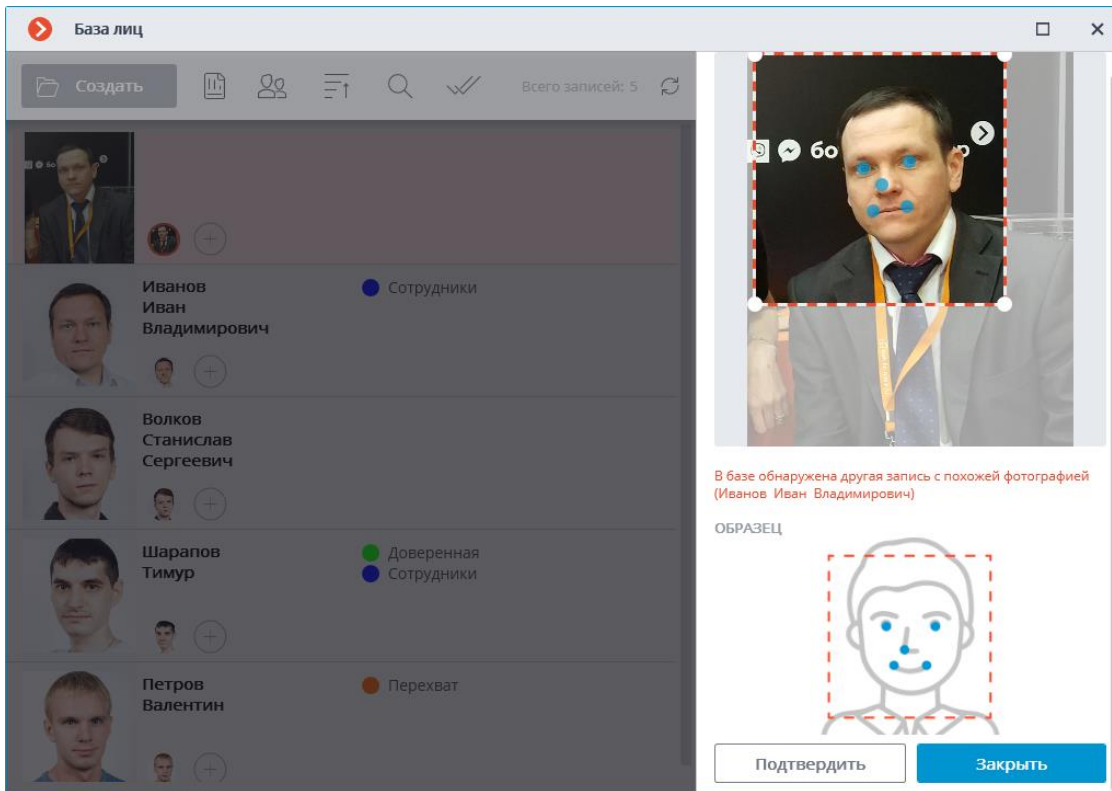 База лиц
Создать
Всего записей: 5
Иванов
Иван
Владимирович
Сотрудники
Волков
Станислав
Сергеевич
Шарапов
Тимур
Доверенная
Сотрудники
Петров
Валентин
Перехват
бо
р
В базе обнаружена другая запись с похожей фотографией
(Иванов Иван Владимирович)
ОБРАЗЕЦ
Подтвердить
Закрыть